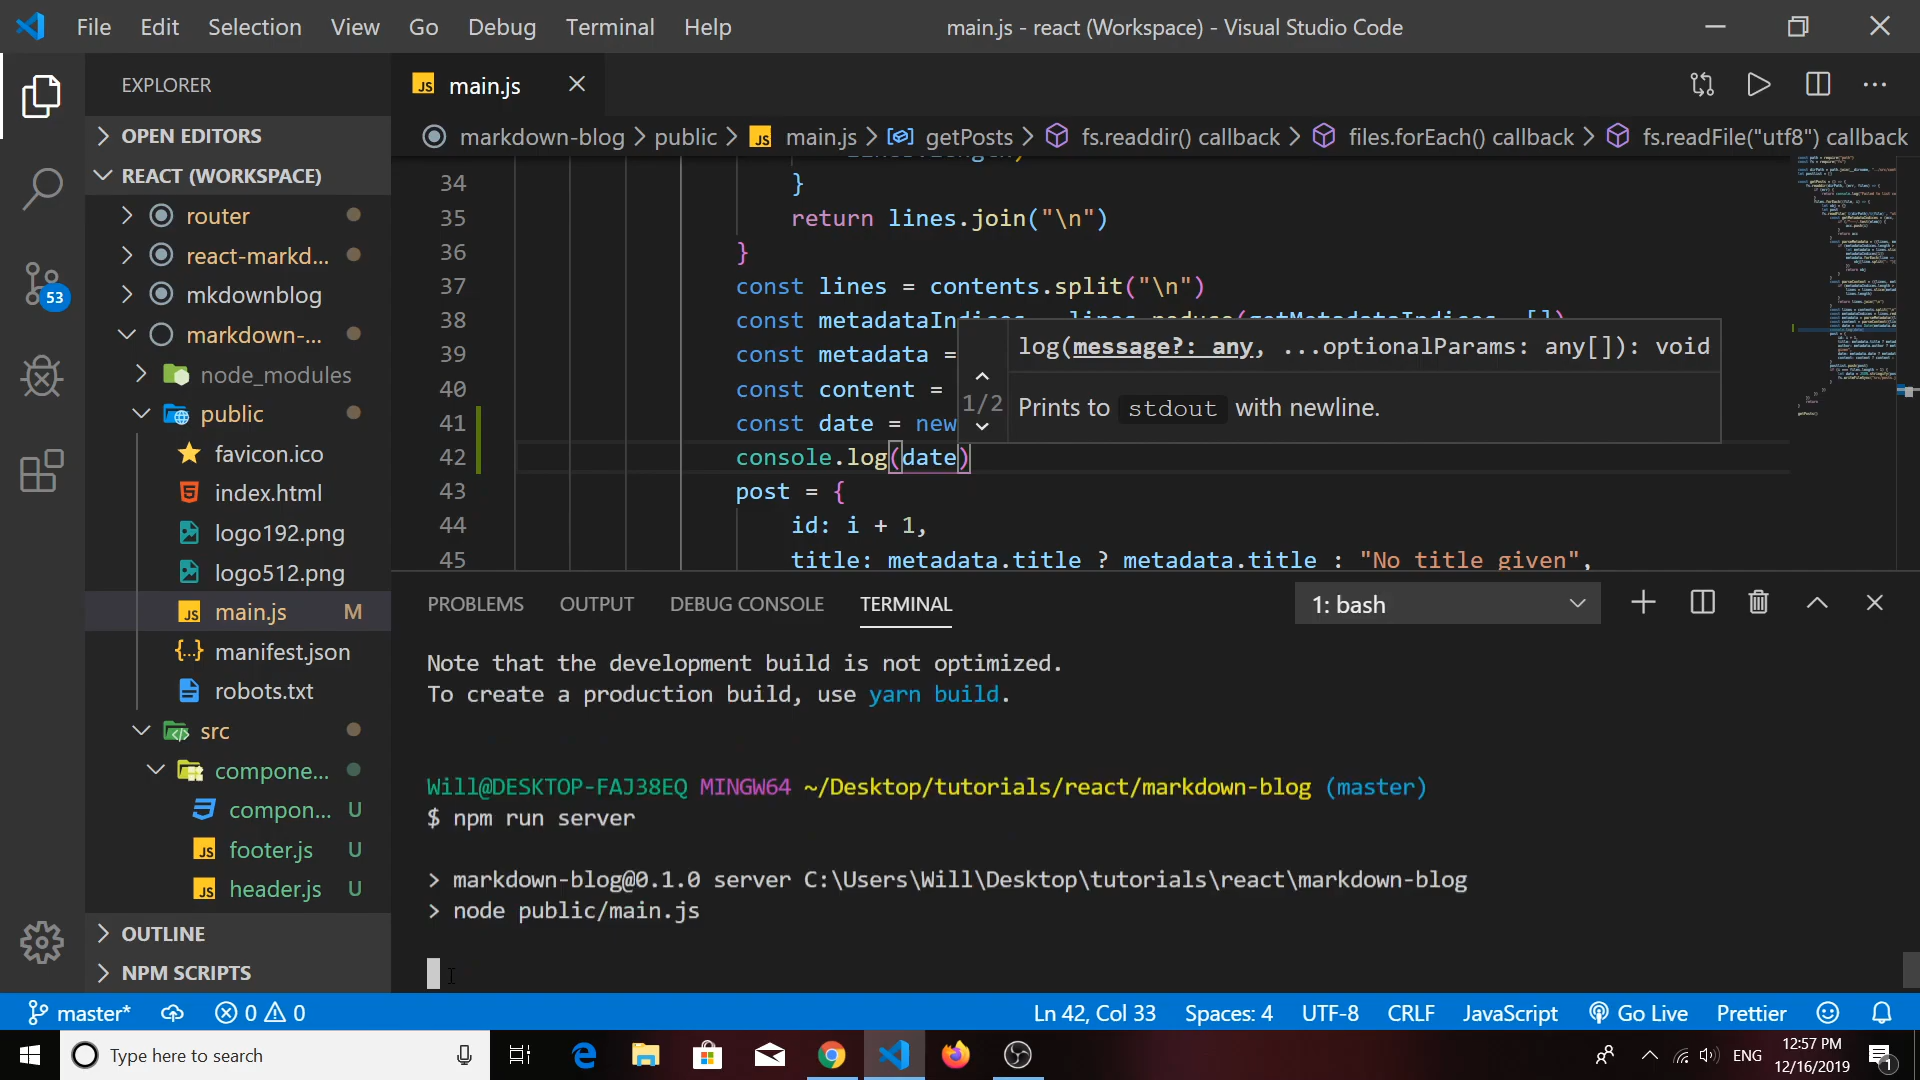 File Edit Selection View Go Debug Terminal Help
main.js - react (Workspace) - Visual Studio Code
EXPLORER
OPEN EDITORS
REACT (WORKSPACE)
router
react-markd...
mkdownblog
markdown-...
node_modules
public
favicon.ico
index.html
logo192.png
logo512.png
main.js M
manifest.json
robots.txt
src
compone...
compon... U
footer.js U
header.js U
OUTLINE
NPM SCRIPTS
53
JS main.js
markdown-blog > public > JS main.js > getPosts > fs.readdir() callback > files.forEach() callback > fs.readFile("utf8") callback
34 }
35 return lines.join("\n")
36 }
37 const lines = contents.split("\n")
38 const metadataIndices = lines.reduce(getMetadataIndices, [])
39 const metadata =
40 const content =
41 const date = new
42 console.log(date)
43 post = {
44 id: i + 1,
45 title: metadata.title ? metadata.title : "No title given",
log(message?: any, ...optionalParams: any[]): void
1/2
Prints to stdout with newline.
PROBLEMS OUTPUT DEBUG CONSOLE TERMINAL
1: bash
Note that the development build is not optimized.
To create a production build, use yarn build.
Will@DESKTOP-FAJ38EQ MINGW64 ~/Desktop/tutorials/react/markdown-blog (master)
$ npm run server
> markdown-blog@0.1.0 server C:\Users\Will\Desktop\tutorials\react\markdown-blog
> node public/main.js
master* 0 0
Ln 42, Col 33 Spaces: 4 UTF-8 CRLF JavaScript Go Live Prettier
Type here to search
ENG
12:57 PM
12/16/2019
1